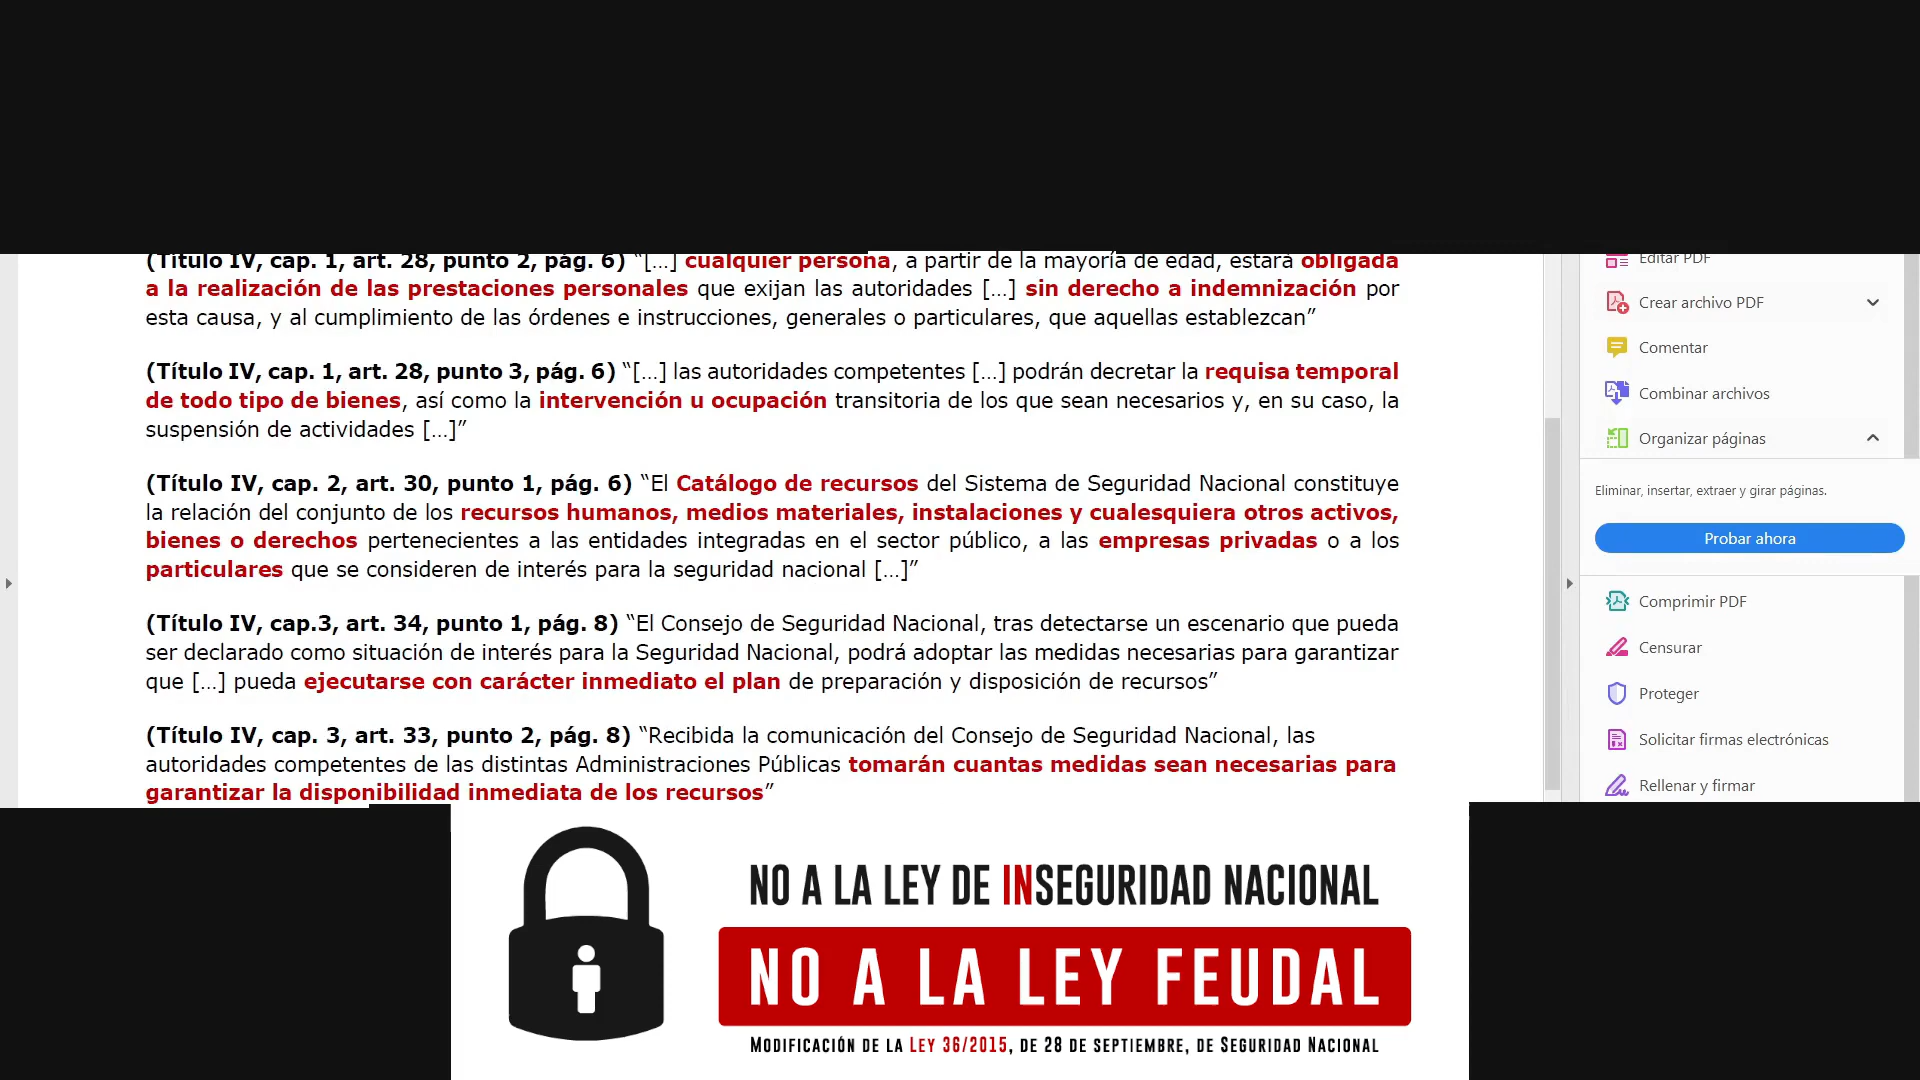 (Título IV, cap. 1, art. 28, punto 2, pág. 6) “[...] cualquier persona, a partir de la mayoría de edad, estará obligada
a la realización de las prestaciones personales que exijan las autoridades [...] sin derecho a indemnización por
esta causa, y al cumplimiento de las órdenes e instrucciones, generales o particulares, que aquellas establezcan”
(Título IV, cap. 1, art. 28, punto 3, pág. 6) “[...] las autoridades competentes [...] podrán decretar la requisa temporal
de todo tipo de bienes, así como la intervención u ocupación transitoria de los que sean necesarios y, en su caso, la
suspensión de actividades [...]”
(Título IV, cap. 2, art. 30, punto 1, pág. 6) “El Catálogo de recursos del Sistema de Seguridad Nacional constituye
la relación del conjunto de los recursos humanos, medios materiales, instalaciones y cualesquiera otros activos,
bienes o derechos pertenecientes a las entidades integradas en el sector público, a las empresas privadas o a los
particulares que se consideren de interés para la seguridad nacional [...]”
(Título IV, cap.3, art. 34, punto 1, pág. 8) “El Consejo de Seguridad Nacional, tras detectarse un escenario que pueda
ser declarado como situación de interés para la Seguridad Nacional, podrá adoptar las medidas necesarias para garantizar
que [...] pueda ejecutarse con carácter inmediato el plan de preparación y disposición de recursos”
(Título IV, cap. 3, art. 33, punto 2, pág. 8) “Recibida la comunicación del Consejo de Seguridad Nacional, las
autoridades competentes de las distintas Administraciones Públicas tomarán cuantas medidas sean necesarias para
garantizar la disponibilidad inmediata de los recursos”
Editar PDF
Crear archivo PDF
Comentar
Combinar archivos
Organizar páginas
Eliminar, insertar, extraer y girar páginas.
Probar ahora
Comprimir PDF
Censurar
Proteger
Solicitar firmas electrónicas
Rellenar y firmar
NO A LA LEY DE INSEGURIDAD NACIONAL
NO A LA LEY FEUDAL
MODIFICACIÓN DE LA LEY 36/2015, DE 28 DE SEPTIEMBRE, DE SEGURIDAD NACIONAL